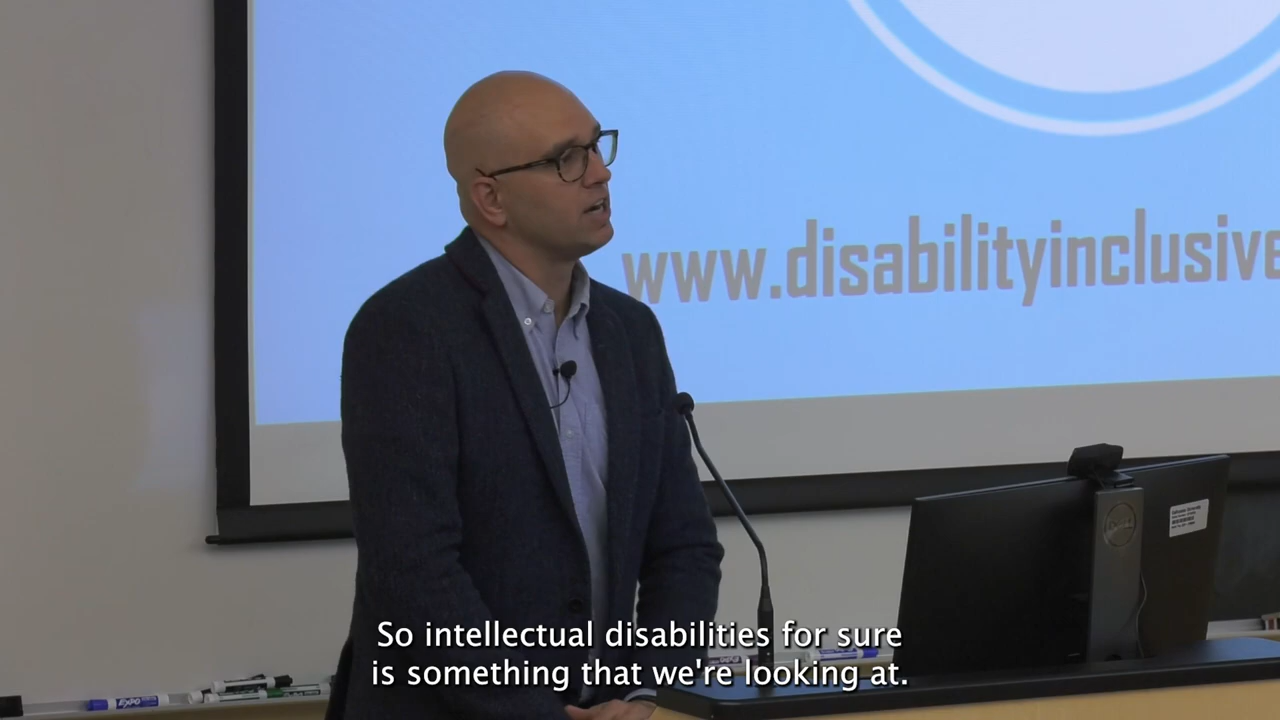 www.disabilityinclusive
So intellectual disabilities for sure
is something that we're looking at.
DELL
EXPO